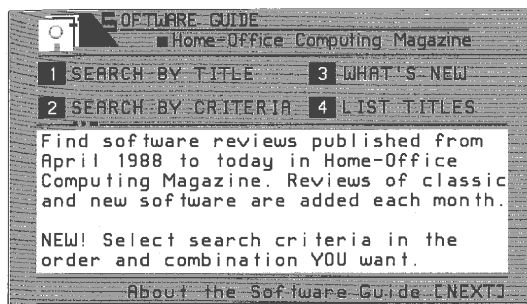 SOFTWARE GUIDE
Home-Office Computing Magazine
1 SEARCH BY TITLE 3 WHAT'S NEW
2 SEARCH BY CRITERIA 4 LIST TITLES
Find software reviews published from
April 1988 to today in Home-Office
Computing Magazine. Reviews of classic
and new software are added each month.
NEW! Select search criteria in the
order and combination YOU want.
About the Software Guide [NEXT]